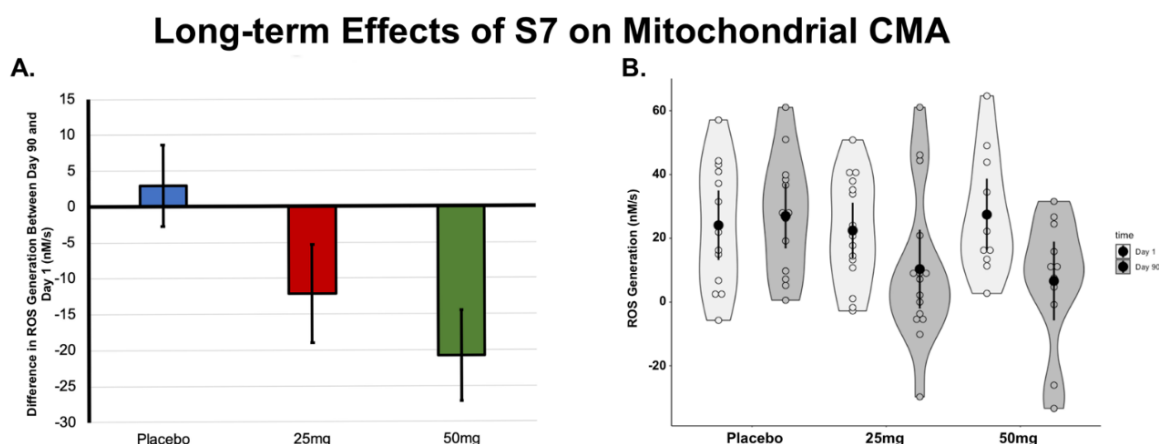 Long-term Effects of S7 on Mitochondrial CMA
A.
Difference in ROS Generation Between Day 90 and
Day 1 (nM/s)
15
10
5
0
-5
-10
-15
-20
-25
-30
Placebo
25mg
50mg
B.
ROS Generation (nM/s)
60
40
20
0
-20
Placebo
25mg
50mg
time
Day 1
Day 90